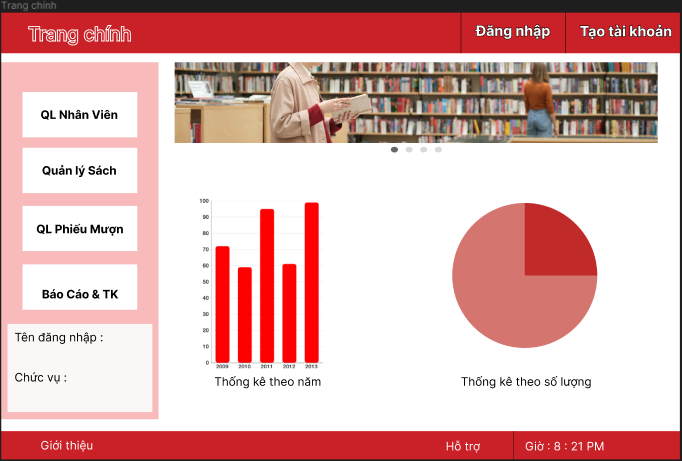 Trang chính
Trang chính
Đăng nhập
Tạo tài khoản
QL Nhân Viên
Quản lý Sách
QL Phiếu Mượn
Báo Cáo & TK
Tên đăng nhập :
Chức vụ :
100
90
80
70
60
50
40
30
20
10
0
2009 2010 2011 2012 2013
Thống kê theo năm
Thống kê theo số lượng
Giới thiệu
Hỗ trợ
Giờ : 8 : 21 PM